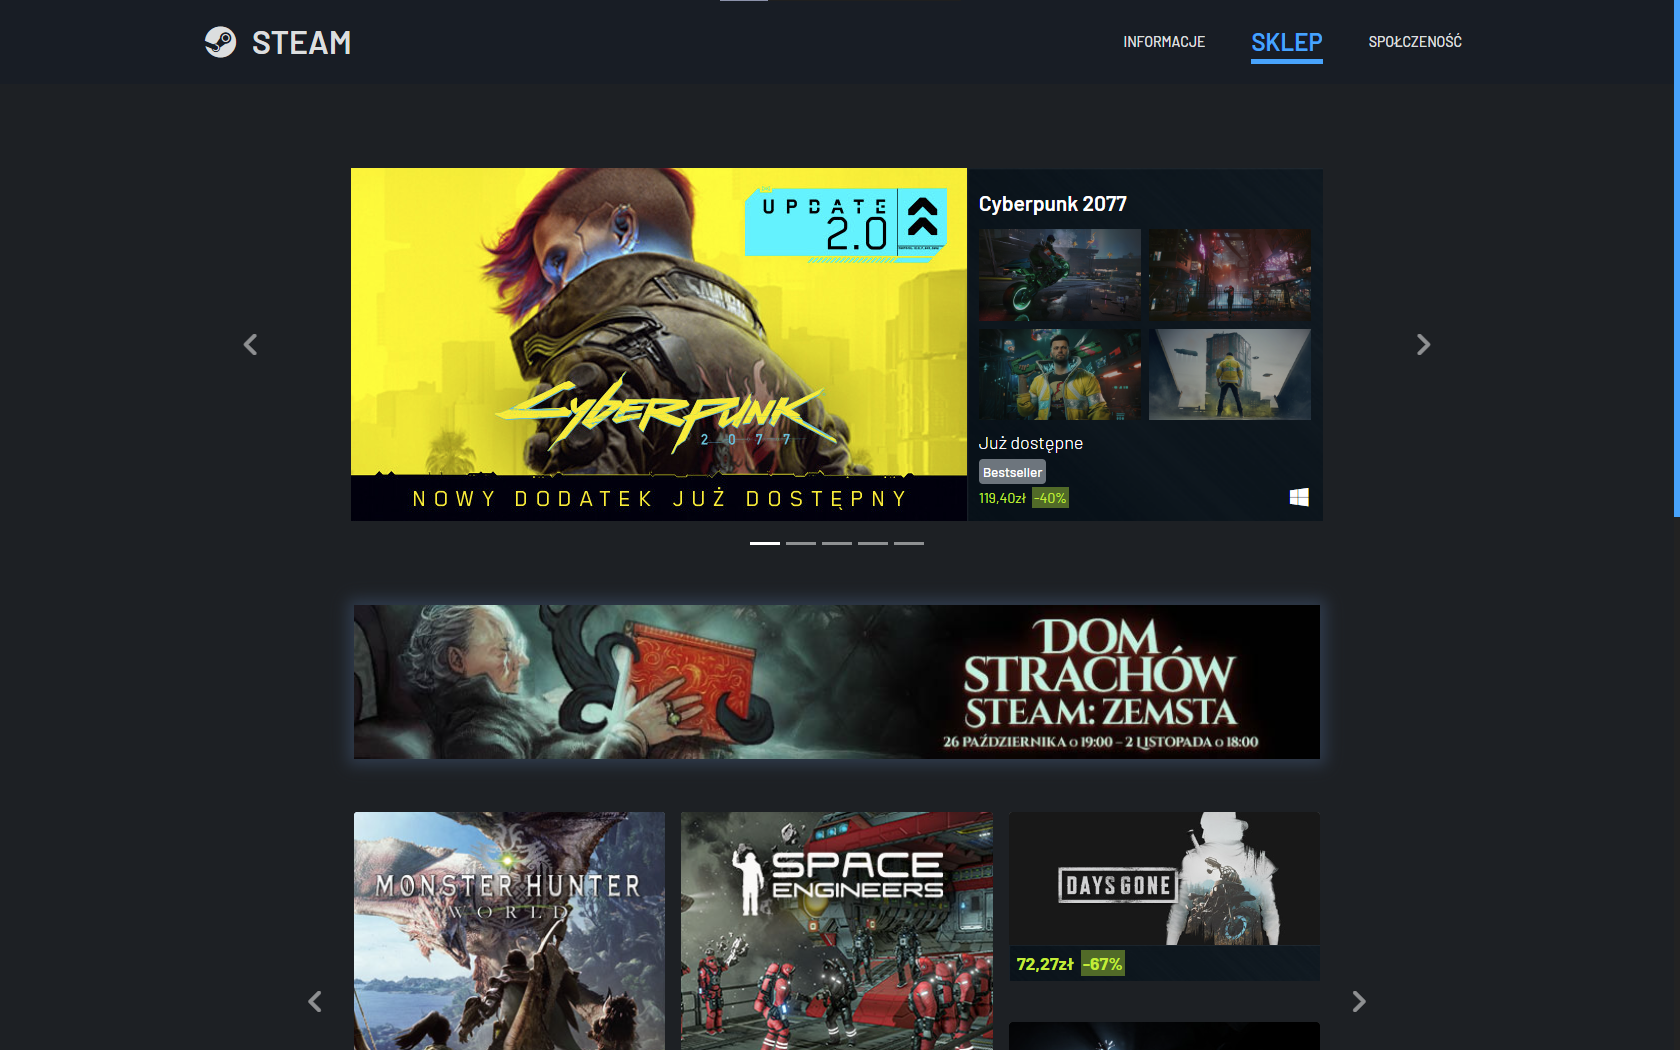 STEAM
INFORMACJE
SKLEP
SPOŁCZENOŚĆ
UPDATE
2.0
CYBERPUNK
2077
NOWY DODATEK JUŻ DOSTĘPNY
Cyberpunk 2077
Już dostępne
Bestseller
119,40zł -40%
DOM
STRACHÓW
STEAM: ZEMSTA
26 PAŹDZIERNIKA o 19:00 – 2 LISTOPADA o 18:00
MONSTER HUNTER
WORLD
SPACE
ENGINEERS
DAYS GONE
72,27zł -67%